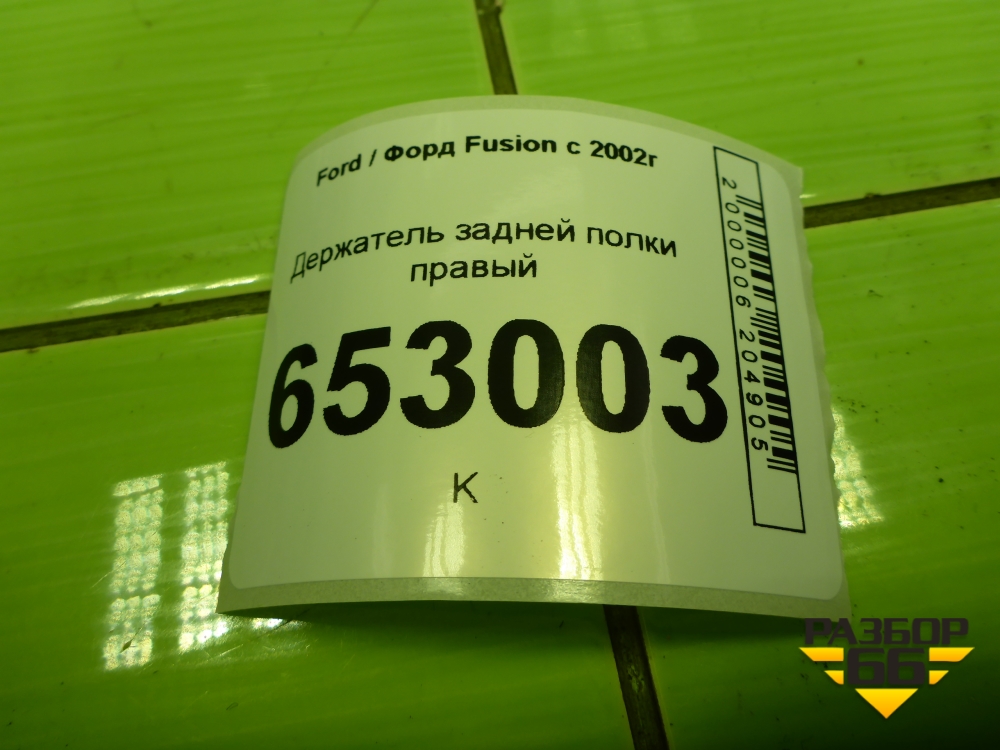 Ford / Форд Fusion с 2002г
Держатель задней полки
правый
653003
К
2000006204905
РАЗБОР
66